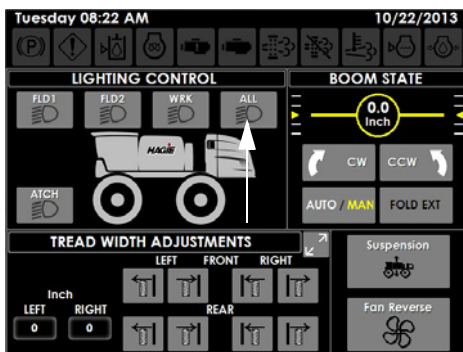 Tuesday 08:22 AM 10/22/2013
(P)
LIGHTING CONTROL
FLD1 FLD2 WRK ALL
HAGIE
ATCH
BOOM STATE
0.0
Inch
CW CCW
AUTO / MAN FOLD EXT
TREAD WIDTH ADJUSTMENTS
LEFT FRONT RIGHT
Inch
LEFT RIGHT
REAR
0 0
Suspension
Fan Reverse